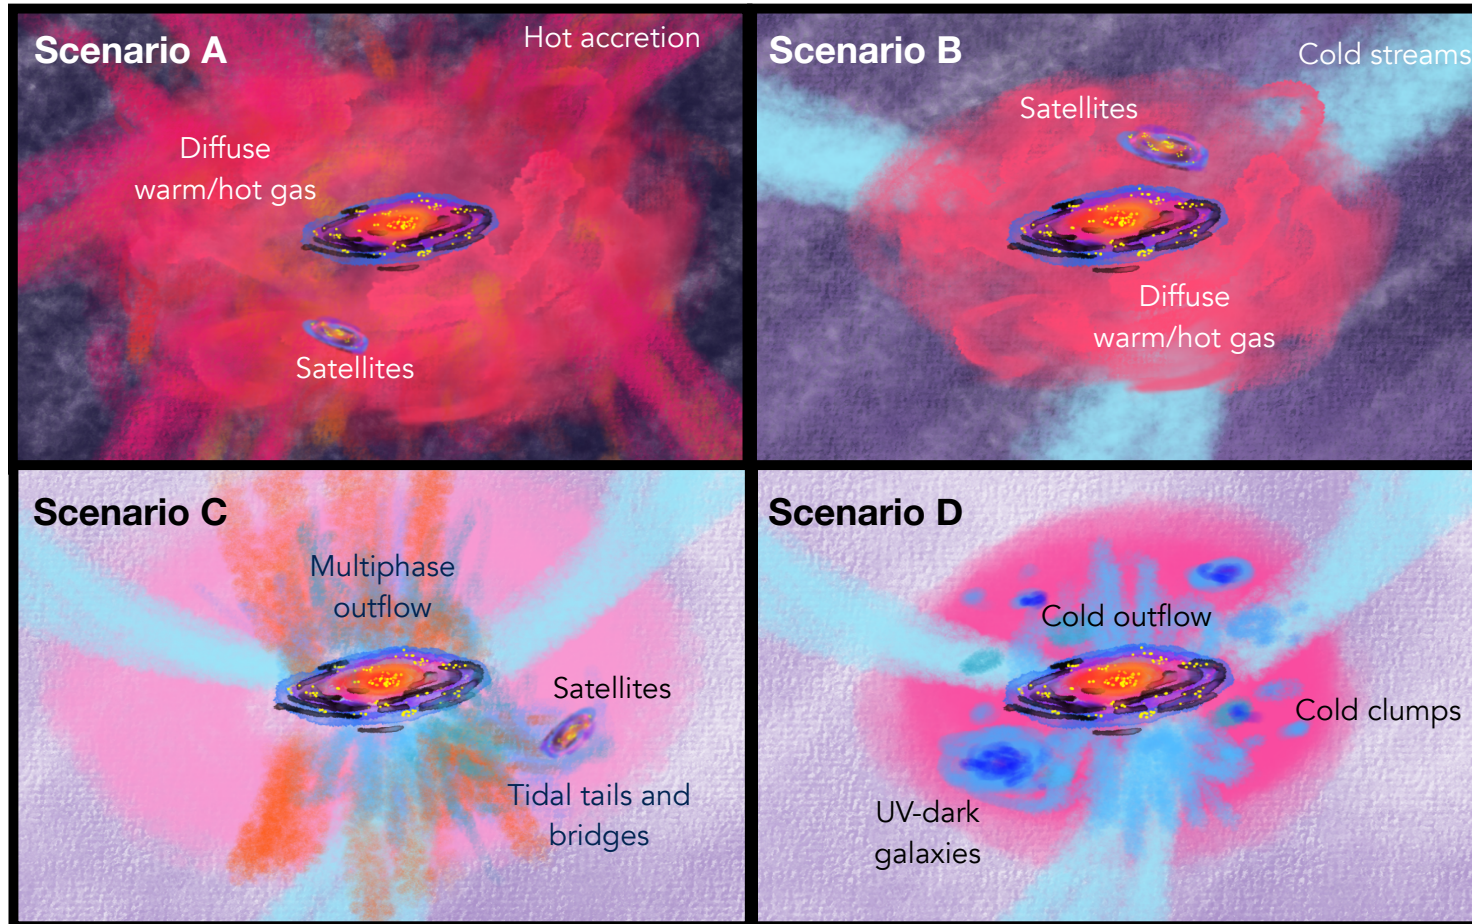 Scenario A
Hot accretion
Diffuse
warm/hot gas
Satellites
Scenario B
Cold streams
Satellites
Diffuse
warm/hot gas
Scenario C
Multiphase
outflow
Satellites
Tidal tails and
bridges
Scenario D
Cold outflow
Cold clumps
UV-dark
galaxies